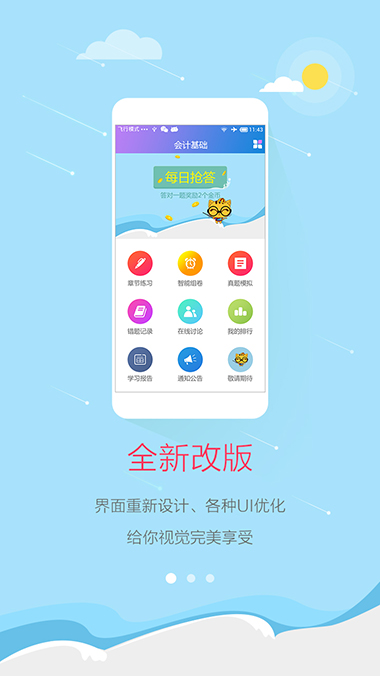 飞行模式 11:43
会计基础
每日抢答
答对一题奖励2个金币
章节练习 智能组卷 真题模拟
错题记录 在线讨论 我的排行
学习报告 通知公告 敬请期待
全新改版
界面重新设计、各种UI优化
给你视觉完美享受